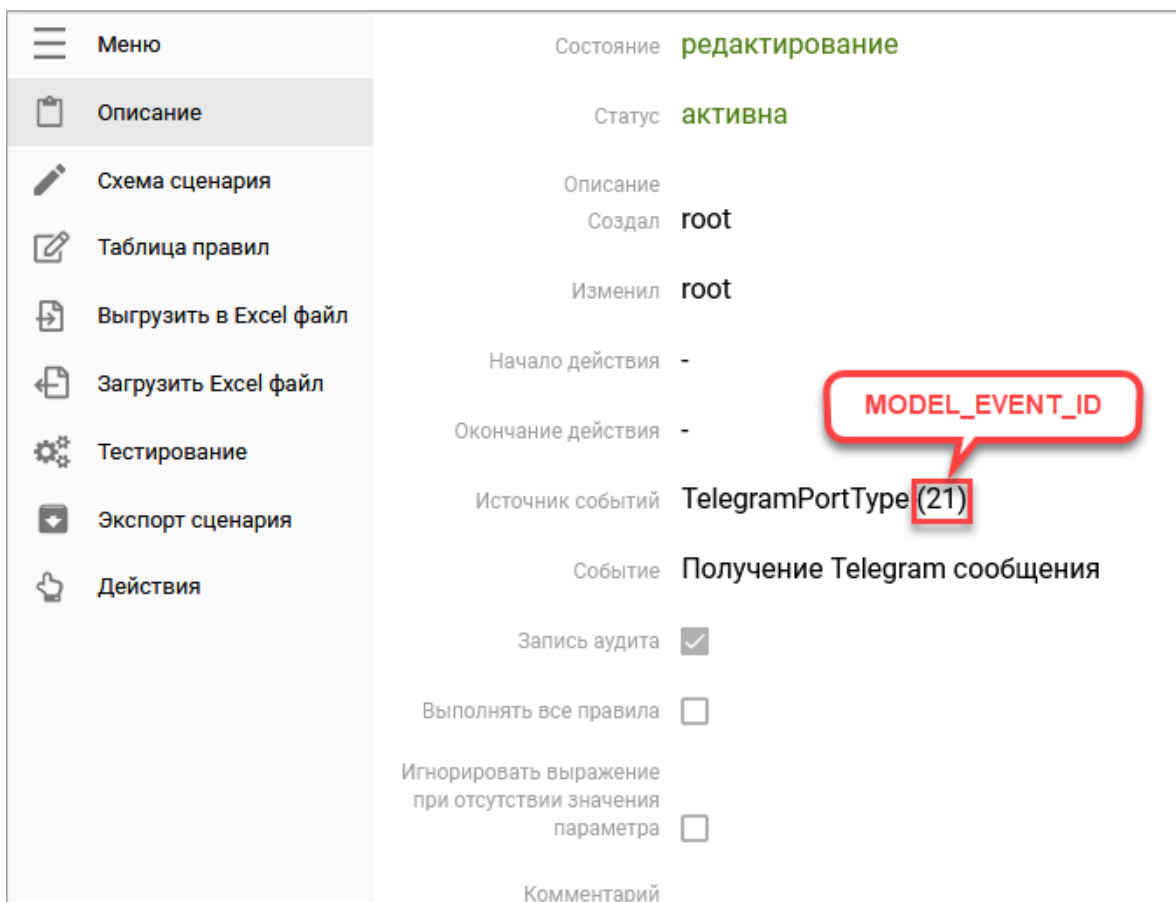 Меню
Описание
Схема сценария
Таблица правил
Выгрузить в Excel файл
Загрузить Excel файл
Тестирование
Экспорт сценария
Действия
Состояние редактирование
Статус активна
Описание
Создал root
Изменил root
Начало действия -
MODEL_EVENT_ID
Окончание действия -
Источник событий TelegramPortType (21)
Событие Получение Telegram сообщения
Запись аудита
Выполнять все правила
Игнорировать выражение
при отсутствии значения
параметра
Комментарий